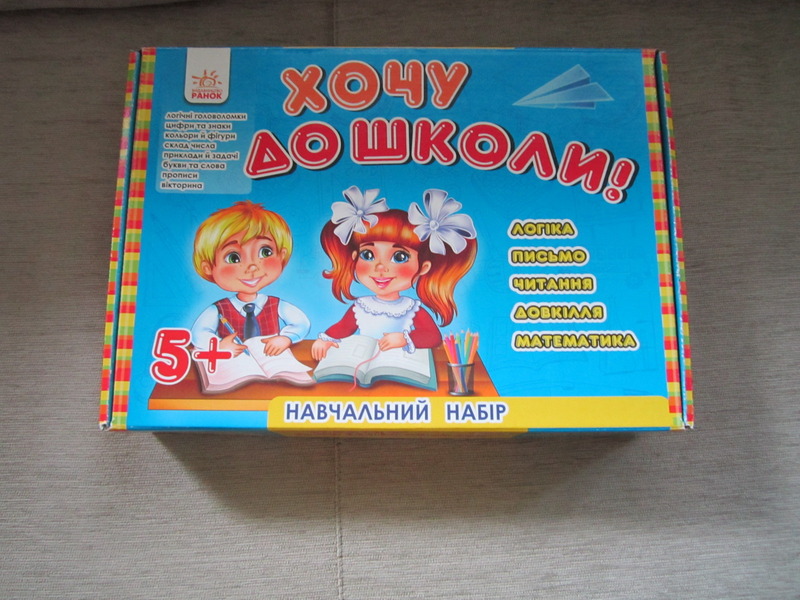 РАНОК
логічні головоломки
цифри та знаки
кольори й фігури
склад числа
приклади й задачі
букви та слова
прописи
вікторина
ХОЧУ
ДО ШКОЛИ!
ЛОГІКА
ПИСЬМО
ЧИТАННЯ
ДОВКІЛЛЯ
МАТЕМАТИКА
5+
НАВЧАЛЬНИЙ НАБІР